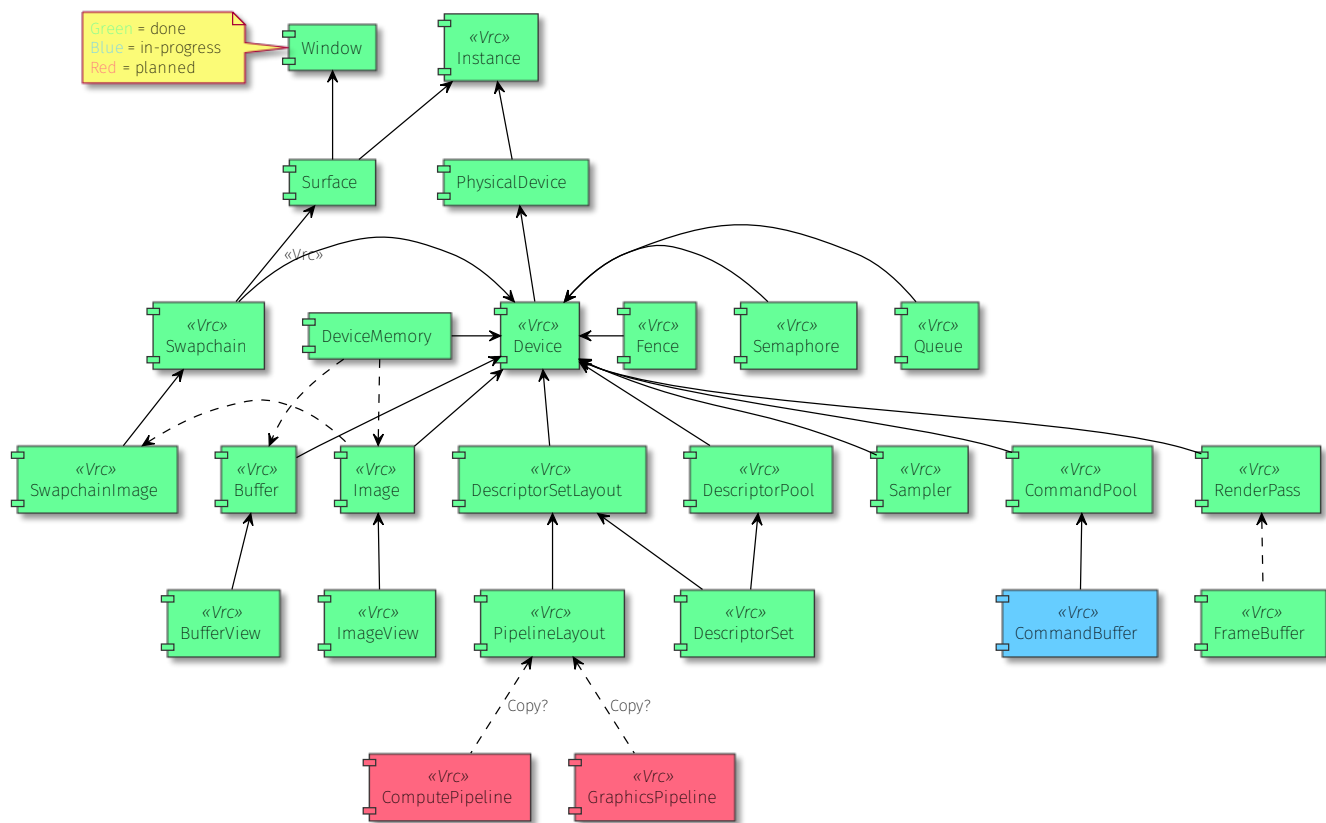 Green = done
Blue = in-progress
Red = planned
Window
«Vrc»
Instance
Surface
PhysicalDevice
«Vrc»
«Vrc»
Swapchain
DeviceMemory
«Vrc»
Device
«Vrc»
Fence
«Vrc»
Semaphore
«Vrc»
Queue
«Vrc»
SwapchainImage
«Vrc»
Buffer
«Vrc»
Image
«Vrc»
DescriptorSetLayout
«Vrc»
DescriptorPool
«Vrc»
Sampler
«Vrc»
CommandPool
«Vrc»
RenderPass
«Vrc»
BufferView
«Vrc»
ImageView
«Vrc»
PipelineLayout
«Vrc»
DescriptorSet
«Vrc»
CommandBuffer
«Vrc»
FrameBuffer
Copy?
Copy?
«Vrc»
ComputePipeline
«Vrc»
GraphicsPipeline